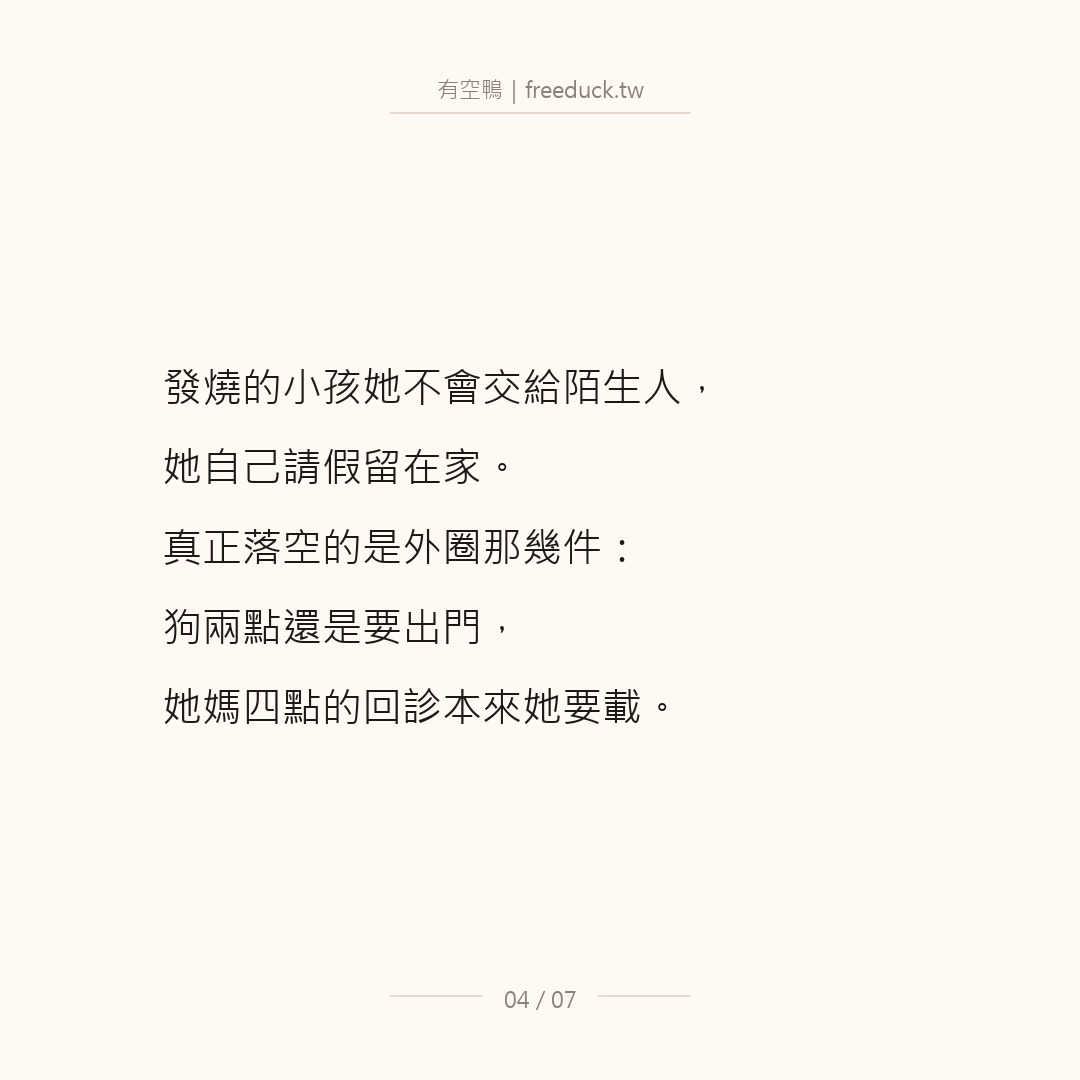 有空鴨｜freeduck.tw
發燒的小孩她不會交給陌生人，
她自己請假留在家。
真正落空的是外圈那幾件：
狗兩點還是要出門，
她媽四點的回診本來她要載。
04 / 07